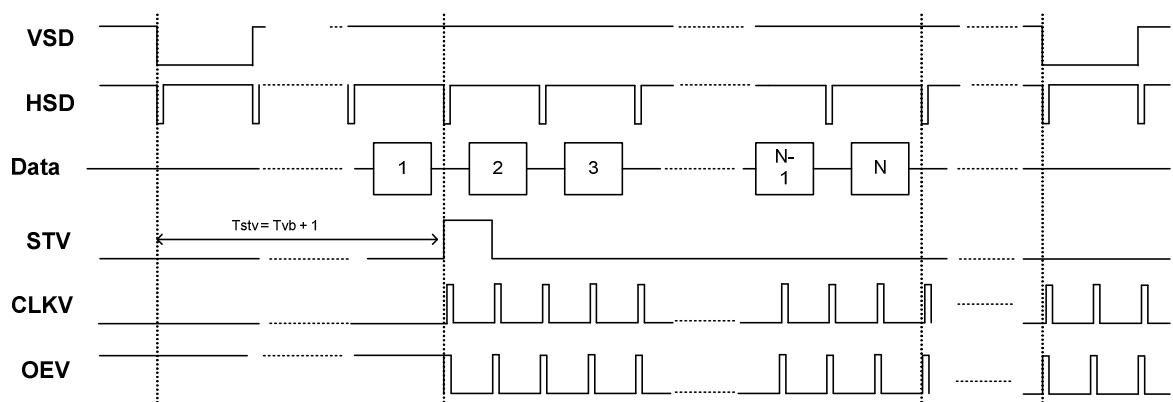 VSD
HSD
Data
1
2
3
N-
1
N
Tstv = Tvb + 1
STV
CLKV
OEV